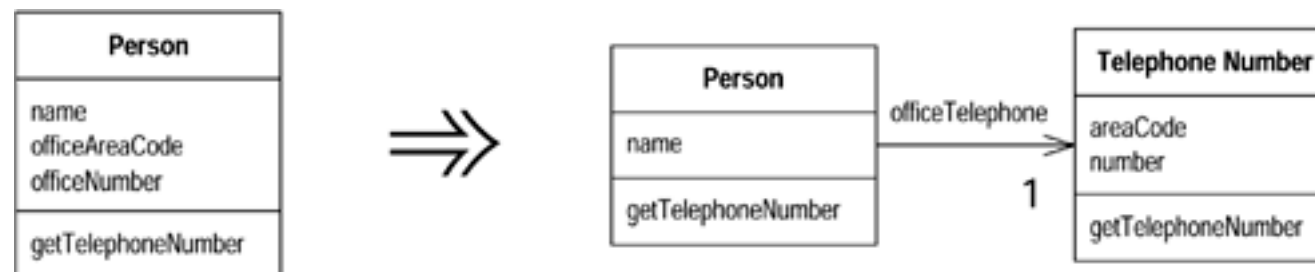 Person
name
officeAreaCode
officeNumber
getTelephoneNumber
Person
name
getTelephoneNumber
officeTelephone
1
Telephone Number
areaCode
number
getTelephoneNumber